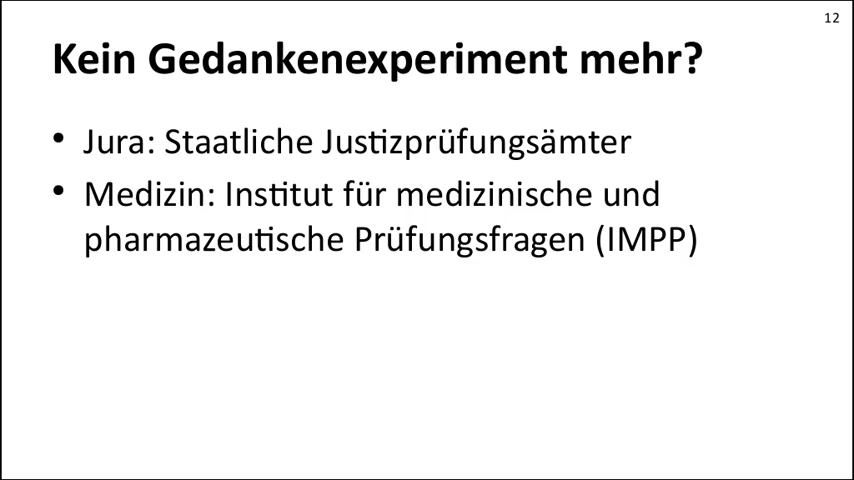 12
Kein Gedankenexperiment mehr?
• Jura: Staatliche Justizprüfungsämter
• Medizin: Institut für medizinische und
pharmazeutische Prüfungsfragen (IMPP)